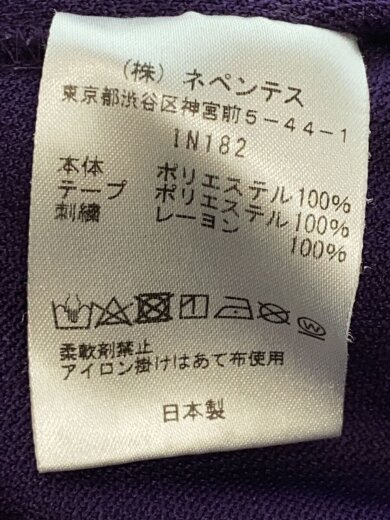 (株) ネペンテス
東京都渋谷区神宮前5-44-1
IN182
本体 ポリエステル100%
テープ ポリエステル100%
刺繍 レーヨン 100%
柔軟剤禁止
アイロン掛けはあて布使用
日本製